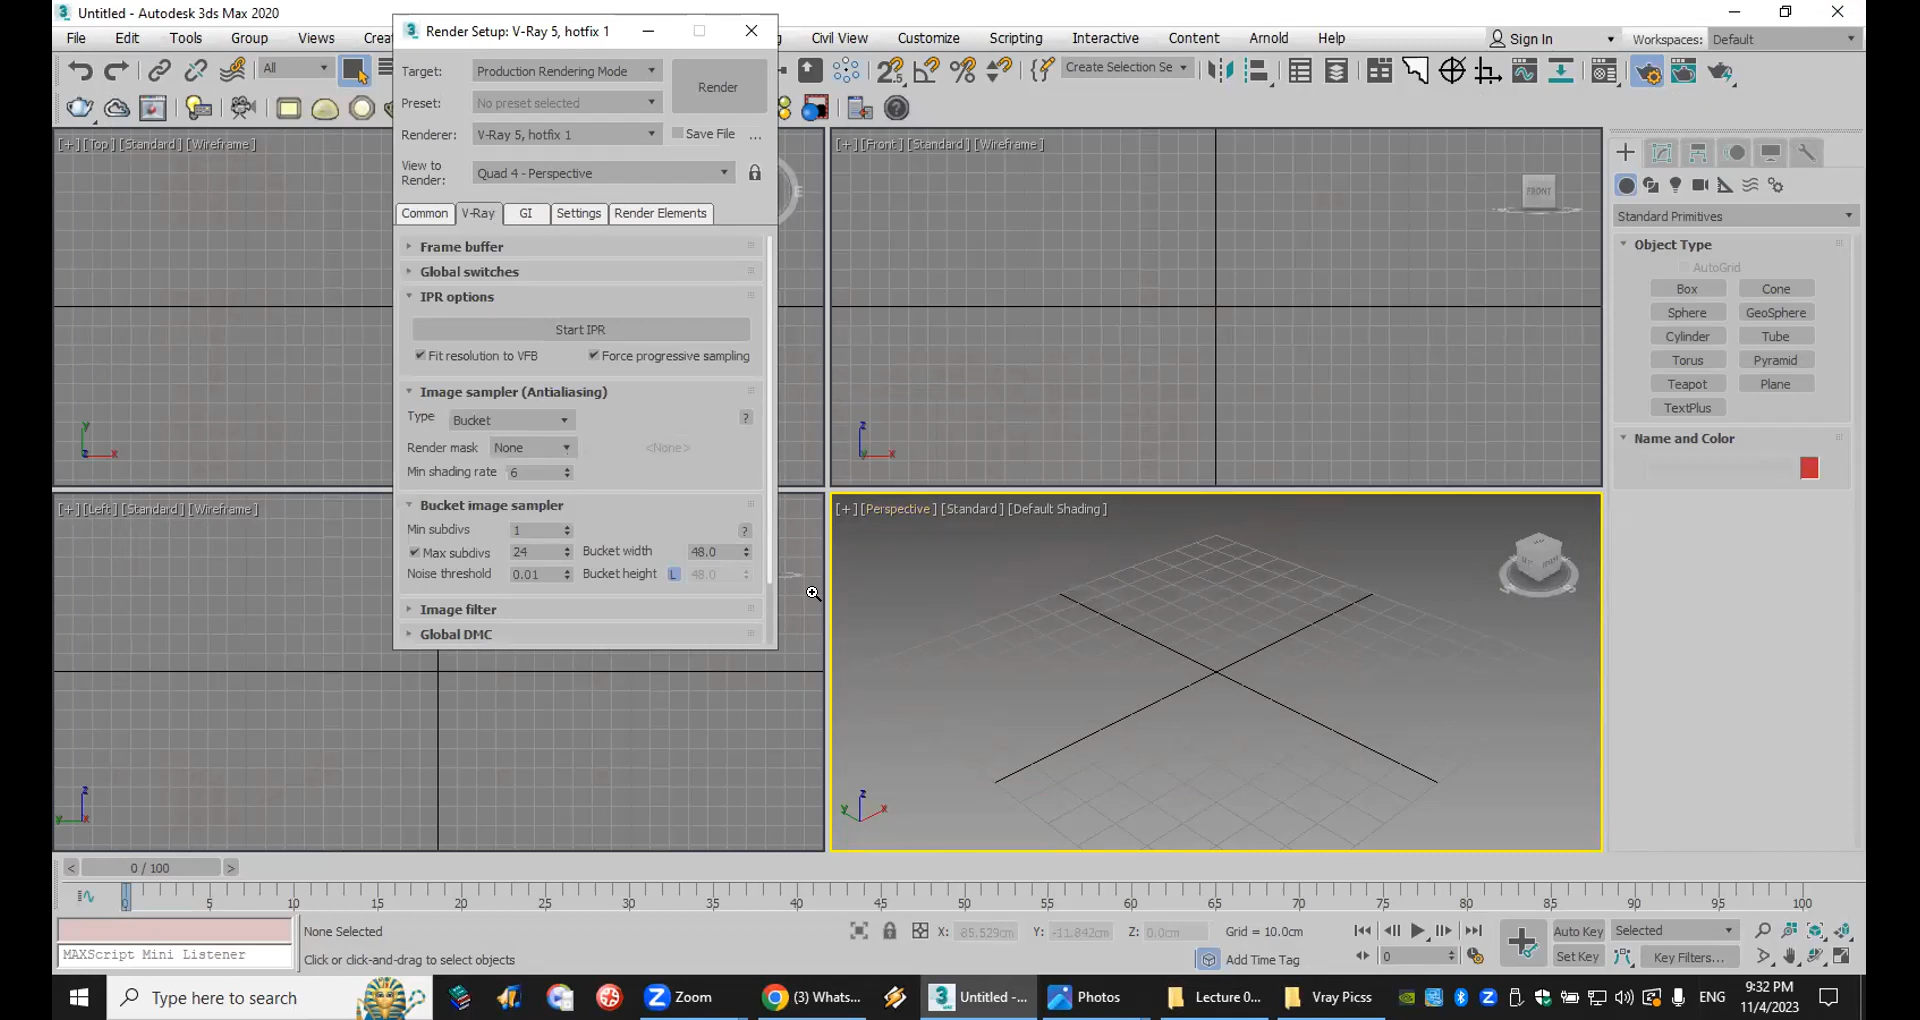 Untitled - Autodesk 3ds Max 2020
File Edit Tools Group Views Civil View Customize Scripting Interactive Content Arnold Help Sign In Workspaces: Default
All Create Selection Se
Render Setup: V-Ray 5, hotfix 1
Target: Production Rendering Mode
Render
Preset: No preset selected
Renderer: V-Ray 5, hotfix 1 Save File ...
View to Render: Quad 4 - Perspective
Common V-Ray GI Settings Render Elements
Frame buffer
Global switches
IPR options
Start IPR
Fit resolution to VFB Force progressive sampling
Image sampler (Antialiasing)
Type Bucket ?
Render mask None <None>
Min shading rate 6
Bucket image sampler
Min subdivs 1 ?
Max subdivs 24 Bucket width 48.0
Noise threshold 0.01 Bucket height L 48.0
Image filter
Global DMC
[+] [Top] [Standard] [Wireframe]
[+] [Front] [Standard] [Wireframe]
FRONT
[+] [Left] [Standard] [Wireframe]
[+] [Perspective] [Standard] [Default Shading]
Standard Primitives
Object Type
AutoGrid
Box Cone
Sphere GeoSphere
Cylinder Tube
Torus Pyramid
Teapot Plane
TextPlus
Name and Color
< 0 / 100 >
0 5 10 15 20 25 30 35 40 45 50 55 60 65 70 75 80 85 90 95 100
None Selected X: -85.529cm Y: -11.842cm Z: 0.0cm Grid = 10.0cm Auto Key Selected
MAXScript Mini Listener Click or click-and-drag to select objects Add Time Tag 0 Set Key Key Filters...
Type here to search Zoom (3) Whats... Untitled -... Photos Lecture 0... Vray Picss ENG 9:32 PM
11/4/2023